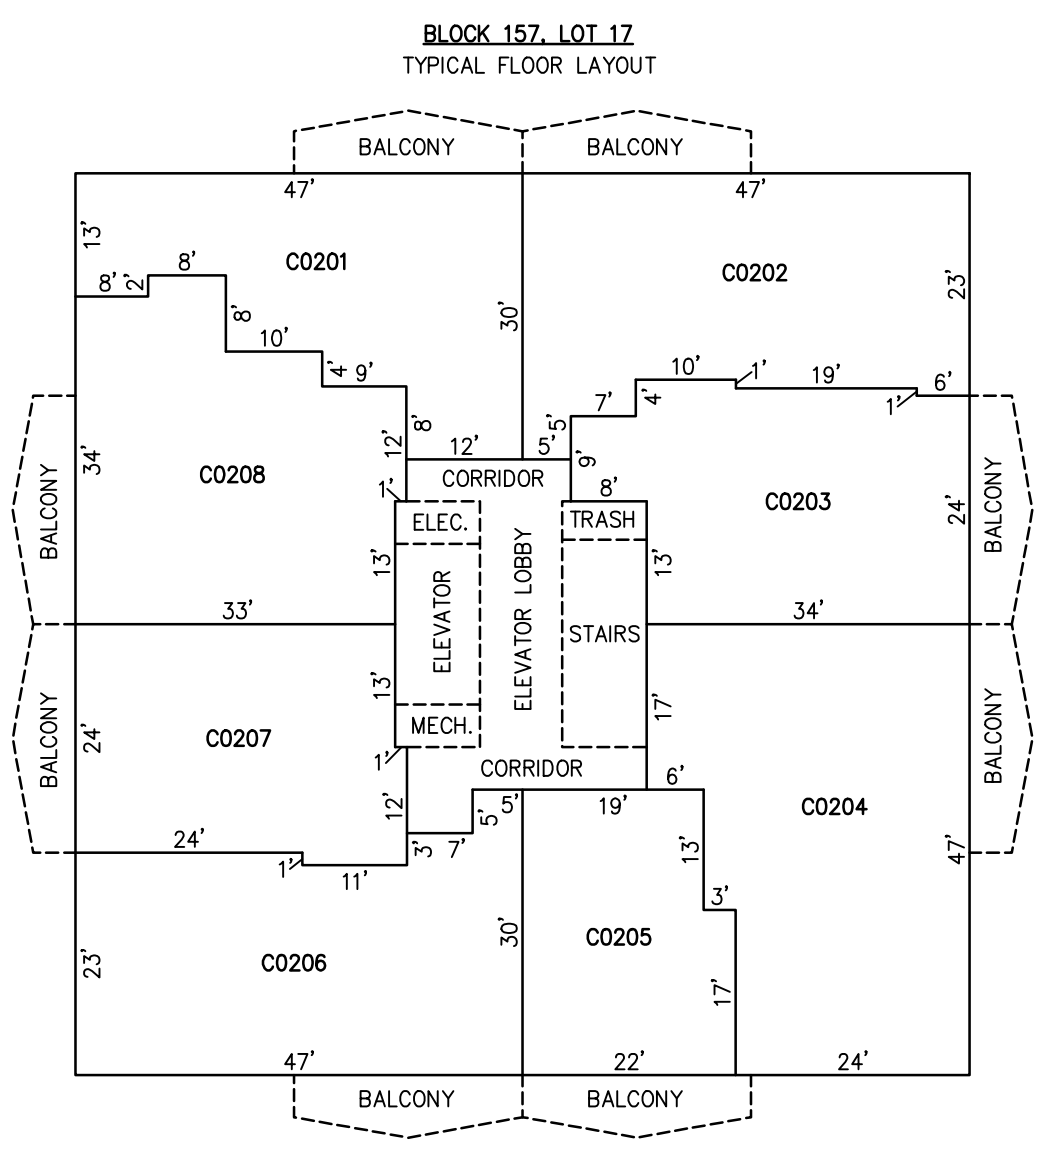 BLOCK 157, LOT 17
TYPICAL FLOOR LAYOUT
BALCONY BALCONY
47' 47'
13'
C0201
C0202
8' 2' 8'
23'
8'
30'
10'
4' 9'
10' 1' 19' 6'
7' 4' 1'
8' 5'
12' 12' 5' 9'
34'
BALCONY
C0208
CORRIDOR
1' 8'
C0203
24'
BALCONY
ELEC. TRASH
13' ELEVATOR ELEVATOR LOBBY 13'
33' 34'
STAIRS
13' 17'
BALCONY
24'
C0207
MECH.
1'
CORRIDOR
6'
BALCONY
C0204
12' 5' 5' 19'
24' 3' 7' 13'
1' 11'
47'
3'
23'
C0206
30'
C0205
17'
47' 22' 24'
BALCONY BALCONY